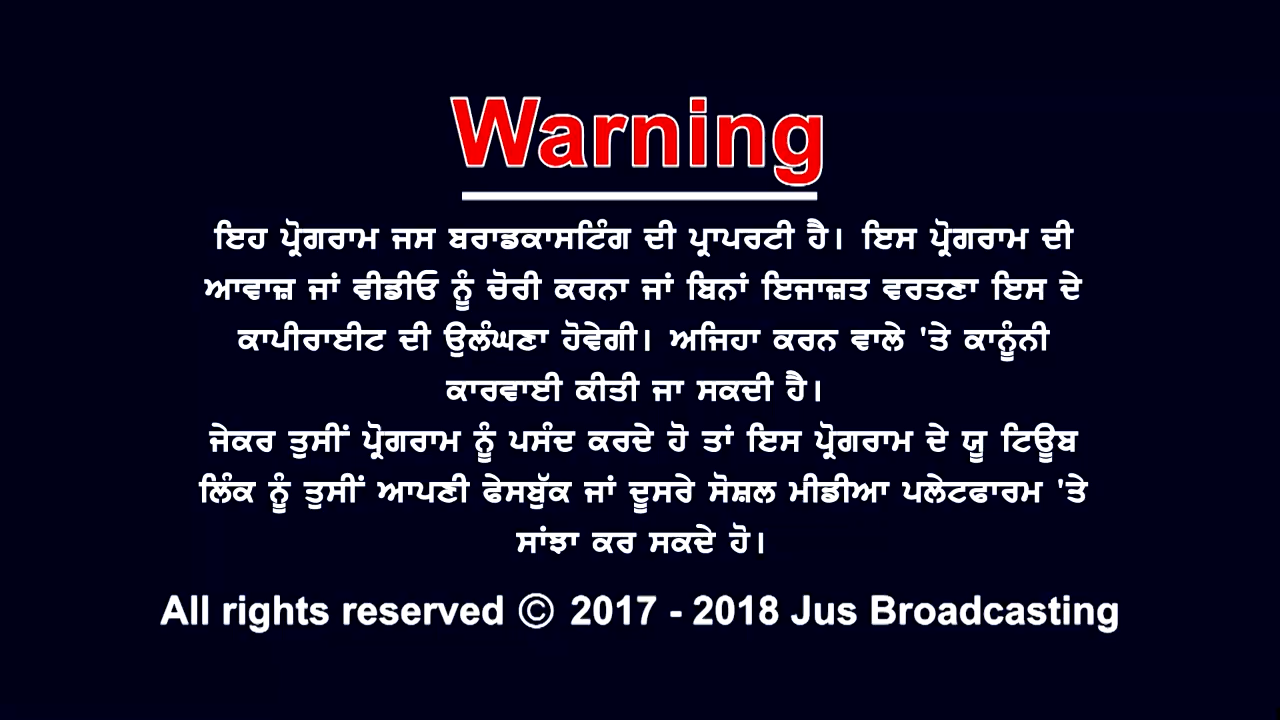 Warning
ਇਹ ਪ੍ਰੋਗਰਾਮ ਜਸ ਬਰਾਡਕਾਸਟਿੰਗ ਦੀ ਪ੍ਰਾਪਰਟੀ ਹੈ। ਇਸ ਪ੍ਰੋਗਰਾਮ ਦੀ
ਆਵਾਜ਼ ਜਾਂ ਵੀਡੀਓ ਨੂੰ ਚੋਰੀ ਕਰਨਾ ਜਾਂ ਬਿਨਾਂ ਇਜਾਜ਼ਤ ਵਰਤਣਾ ਇਸ ਦੇ
ਕਾਪੀਰਾਈਟ ਦੀ ਉਲੰਘਣਾ ਹੋਵੇਗੀ। ਅਜਿਹਾ ਕਰਨ ਵਾਲੇ 'ਤੇ ਕਾਨੂੰਨੀ
ਕਾਰਵਾਈ ਕੀਤੀ ਜਾ ਸਕਦੀ ਹੈ।
ਜੇਕਰ ਤੁਸੀਂ ਪ੍ਰੋਗਰਾਮ ਨੂੰ ਪਸੰਦ ਕਰਦੇ ਹੋ ਤਾਂ ਇਸ ਪ੍ਰੋਗਰਾਮ ਦੇ ਯੂ ਟਿਊਬ
ਲਿੰਕ ਨੂੰ ਤੁਸੀਂ ਆਪਣੀ ਫੇਸਬੁੱਕ ਜਾਂ ਦੂਸਰੇ ਸੋਸ਼ਲ ਮੀਡੀਆ ਪਲੇਟਫਾਰਮ 'ਤੇ
ਸਾਂਝਾ ਕਰ ਸਕਦੇ ਹੋ।
All rights reserved © 2017 - 2018 Jus Broadcasting